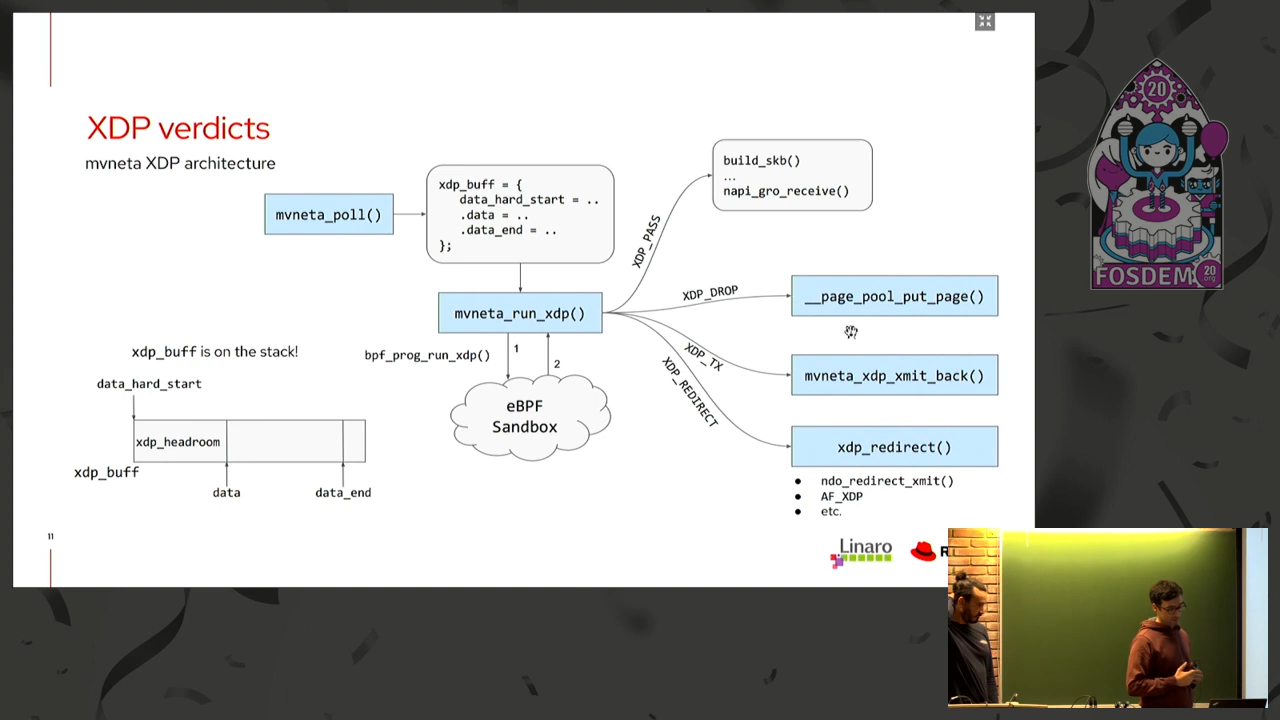 XDP verdicts
mvneta XDP architecture
mvneta_poll()
xdp_buff = {
data_hard_start = ..
.data = ..
.data_end = ..
};
build_skb()
...
napi_gro_receive()
XDP_PASS
mvneta_run_xdp()
XDP_DROP
__page_pool_put_page()
XDP_TX
mvneta_xdp_xmit_back()
XDP_REDIRECT
xdp_redirect()
ndo_redirect_xmit()
AF_XDP
etc.
bpf_prog_run_xdp()
1
2
eBPF
Sandbox
xdp_buff is on the stack!
data_hard_start
xdp_headroom
xdp_buff
data
data_end
11
Linaro
20
FOSDEM
20
.org